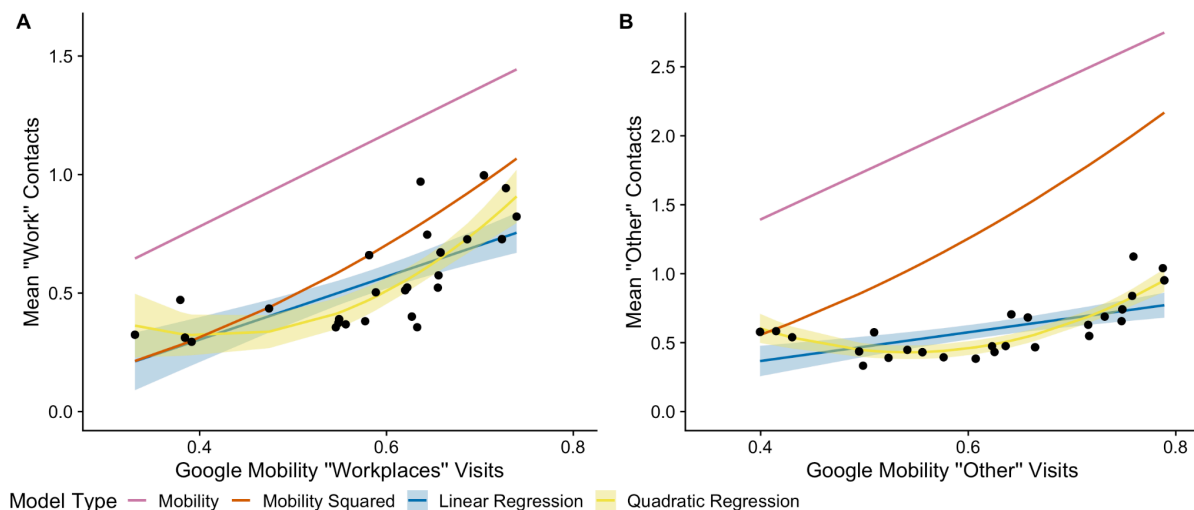 A
B
1.5
1.0
0.5
0.0
Mean "Work" Contacts
0.4
0.6
0.8
Google Mobility "Workplaces" Visits
2.5
2.0
1.5
1.0
0.5
0.0
Mean "Other" Contacts
0.4
0.6
0.8
Google Mobility "Other" Visits
Model Type Mobility Mobility Squared Linear Regression Quadratic Regression